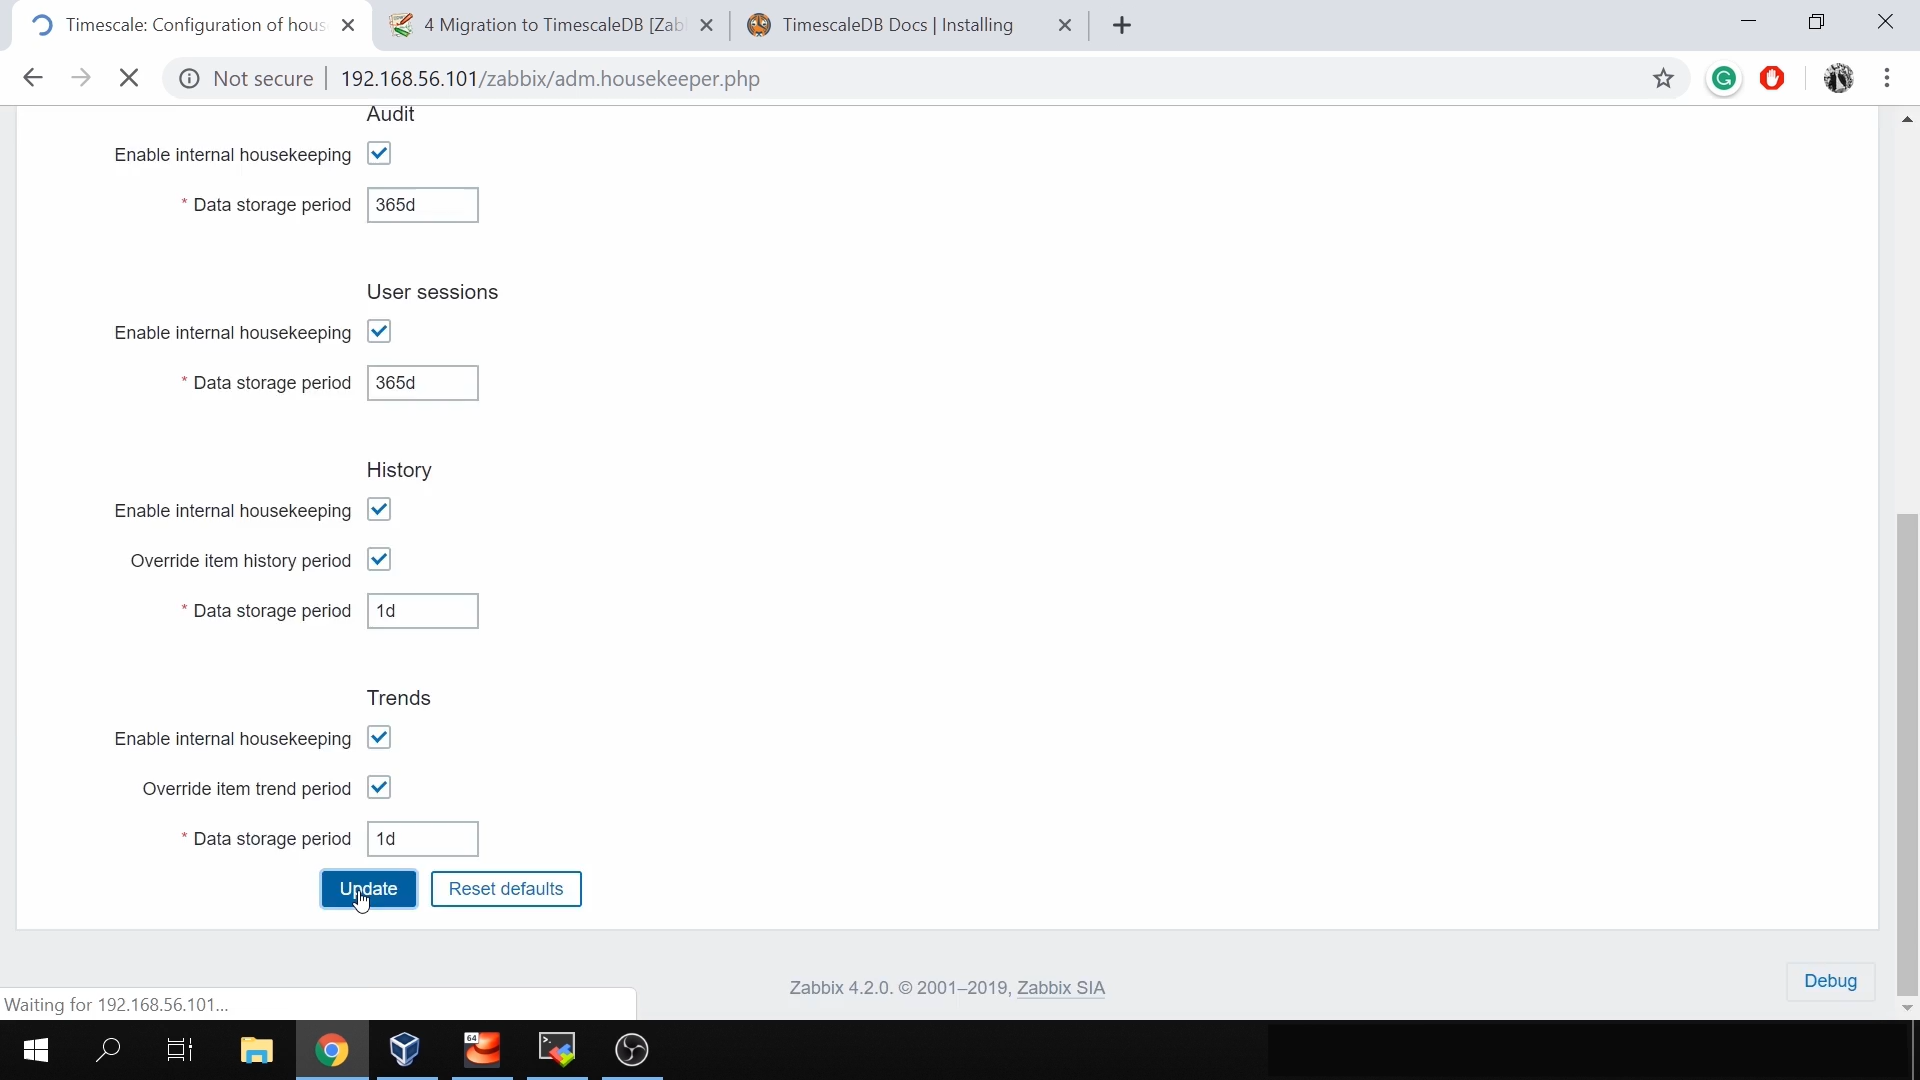 Timescale: Configuration of hous
4 Migration to TimescaleDB [Zab
TimescaleDB Docs | Installing
Not secure
192.168.56.101/zabbix/adm.housekeeper.php
Audit
Enable internal housekeeping
* Data storage period 365d
User sessions
Enable internal housekeeping
* Data storage period 365d
History
Enable internal housekeeping
Override item history period
* Data storage period 1d
Trends
Enable internal housekeeping
Override item trend period
* Data storage period 1d
Update Reset defaults
Zabbix 4.2.0. © 2001–2019, Zabbix SIA
Debug
Waiting for 192.168.56.101...
64